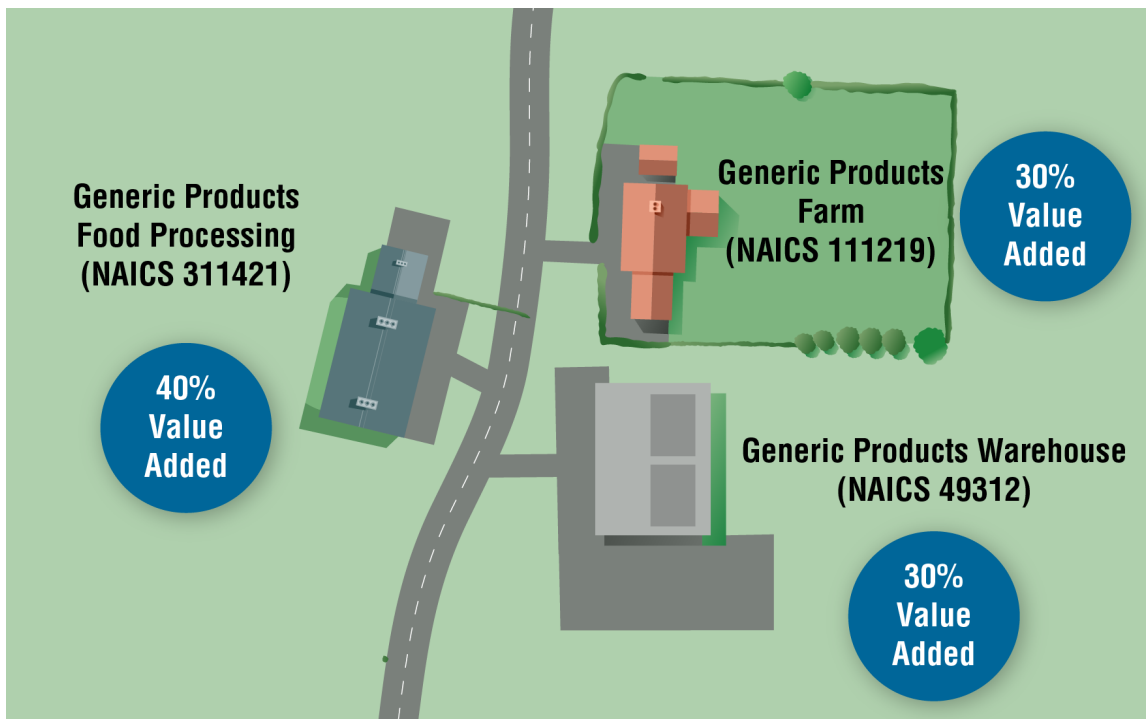 Generic Products
Food Processing
(NAICS 311421)
40%
Value
Added
Generic Products
Farm
(NAICS 111219)
30%
Value
Added
Generic Products Warehouse
(NAICS 49312)
30%
Value
Added